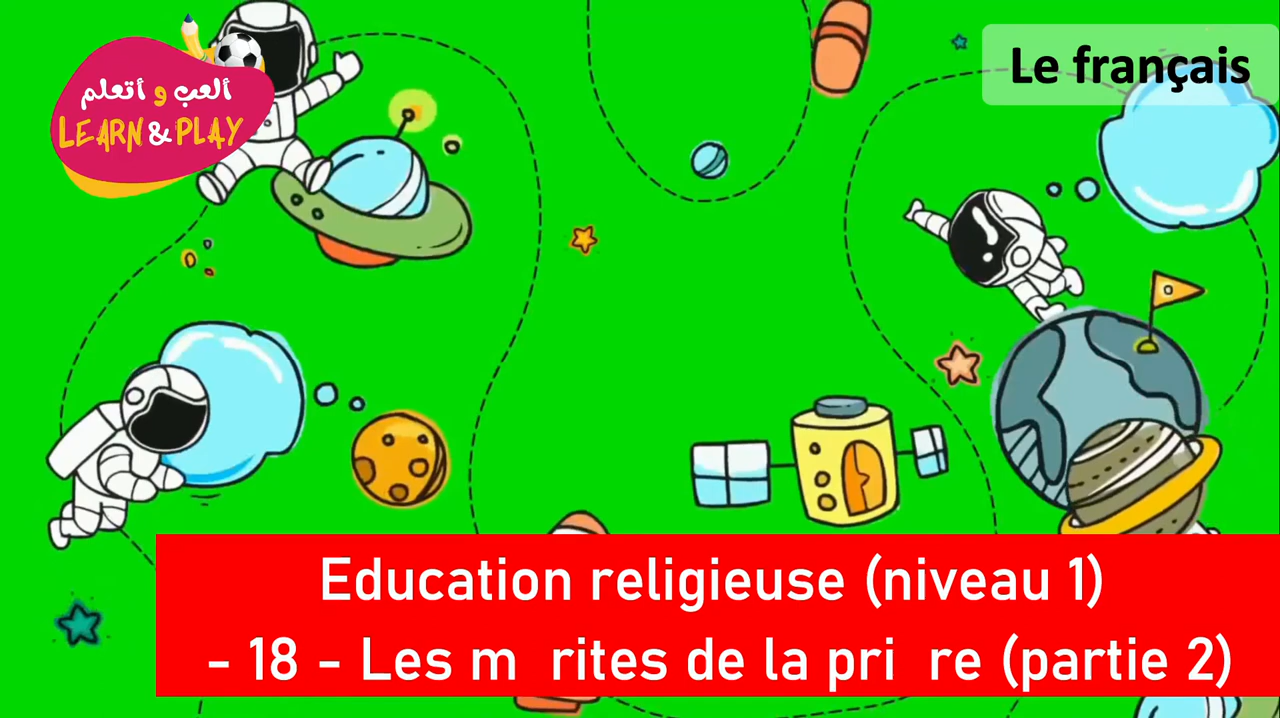 ألعب و أتعلم
LEARN & PLAY
Le français
Education religieuse (niveau 1)
- 18 - Les m  rites de la pri  re (partie 2)